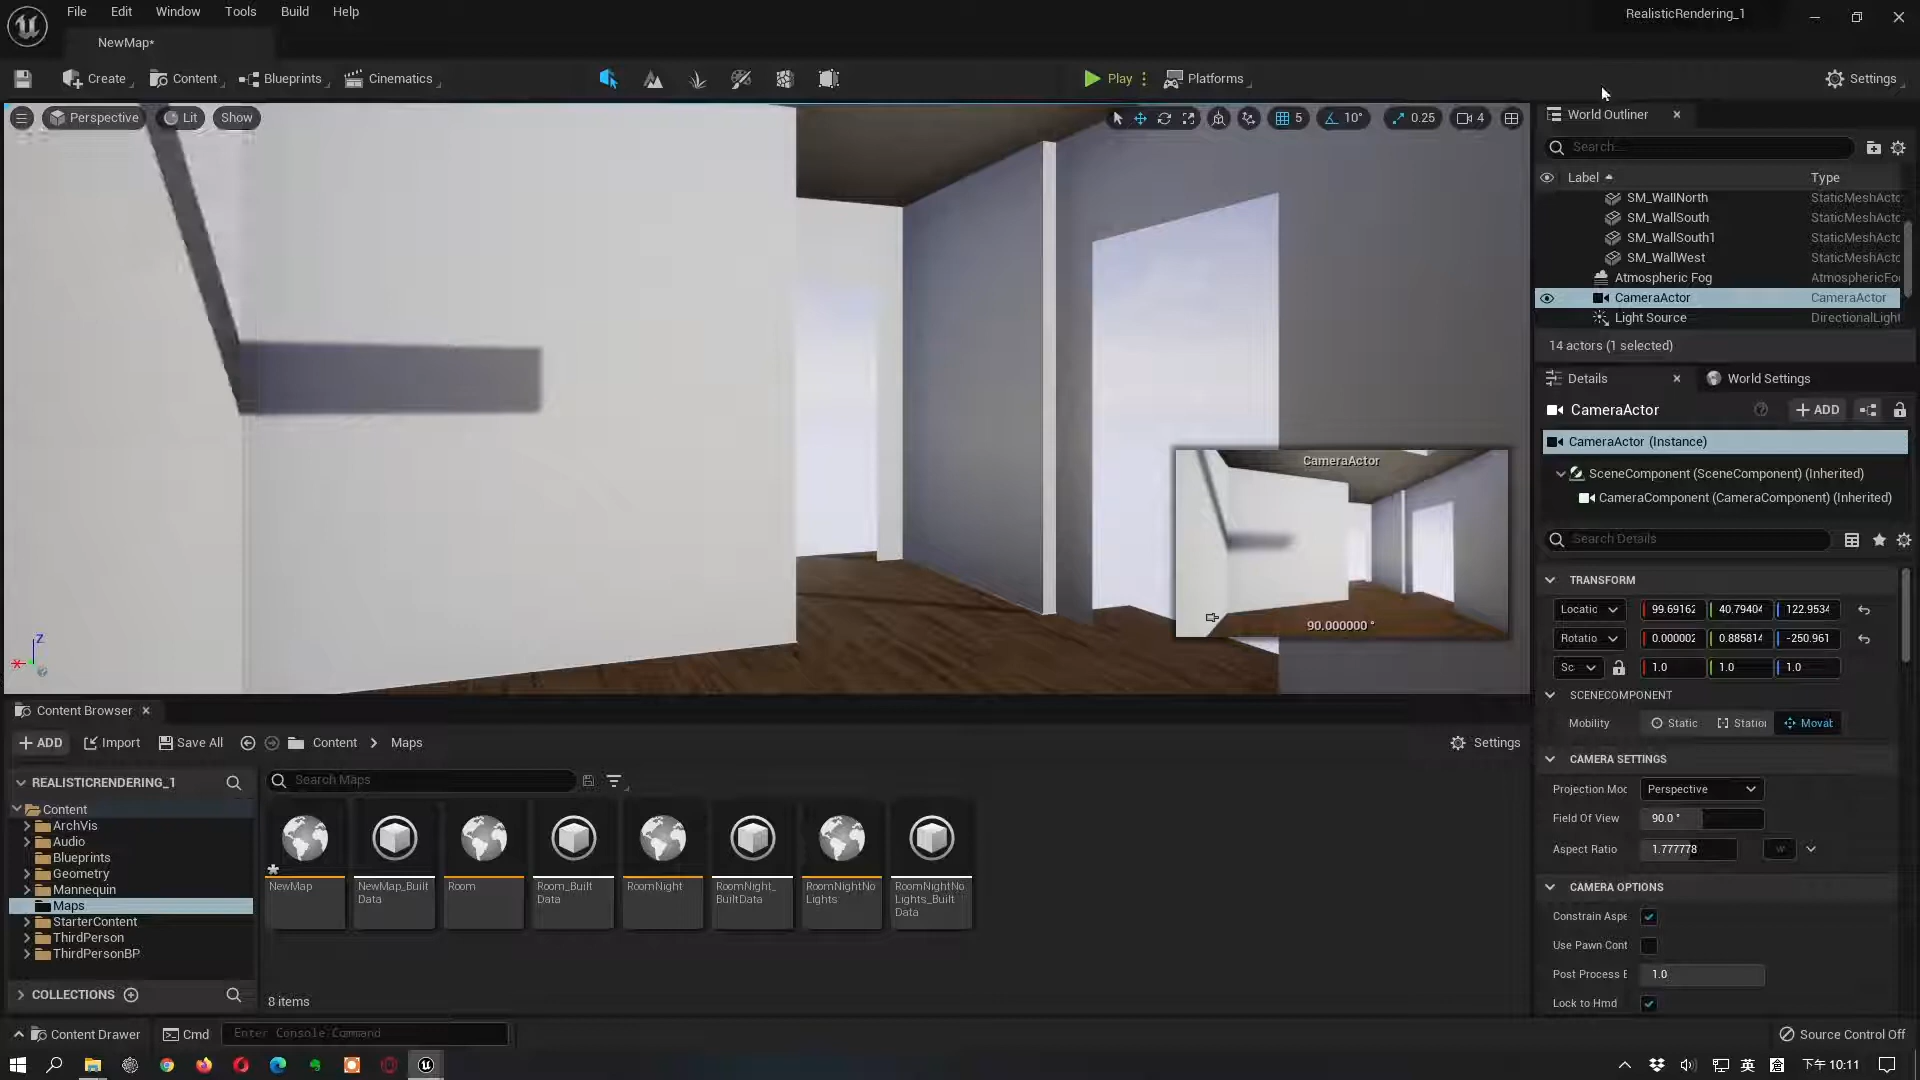 File Edit Window Tools Build Help
RealisticRendering_1
NewMap*
Create Content Blueprints Cinematics Play Platforms Settings
Perspective Lit Show 5 10° 0.25 4
World Outliner
Search...
Label Type
SM_WallNorth StaticMeshActo
SM_WallSouth StaticMeshActo
SM_WallSouth1 StaticMeshActo
SM_WallWest StaticMeshActo
Atmospheric Fog AtmosphericFo
CameraActor CameraActor
Light Source DirectionalLight
14 actors (1 selected)
Details World Settings
CameraActor ADD
CameraActor (Instance)
SceneComponent (SceneComponent) (Inherited)
CameraComponent (CameraComponent) (Inherited)
Search Details
TRANSFORM
Locatic 99.69162 40.79404 122.9534
Rotatio 0.000002 0.885814 -250.961
Sc 1.0 1.0 1.0
SCENECOMPONENT
Mobility Static Station Movab
CAMERA SETTINGS
Projection Moc Perspective
Field Of View 90.0 °
Aspect Ratio 1.777778
CAMERA OPTIONS
Constrain Aspe
Use Pawn Cont
Post Process E 1.0
Lock to Hmd
CameraActor
90.000000 °
Z
X
Content Browser
ADD Import Save All Content Maps Settings
REALISTICRENDERING_1
Search Maps
Content
ArchVis
Audio
Blueprints
Geometry
Mannequin
Maps
StarterContent
ThirdPerson
ThirdPersonBP
COLLECTIONS
NewMap
NewMap_Built
Data
Room
Room_Built
Data
RoomNight
RoomNight_
BuiltData
RoomNightNo
Lights
RoomNightNo
Lights_Built
Data
8 items
Content Drawer Cmd Enter Console Command Source Control Off
英 下午 10:11